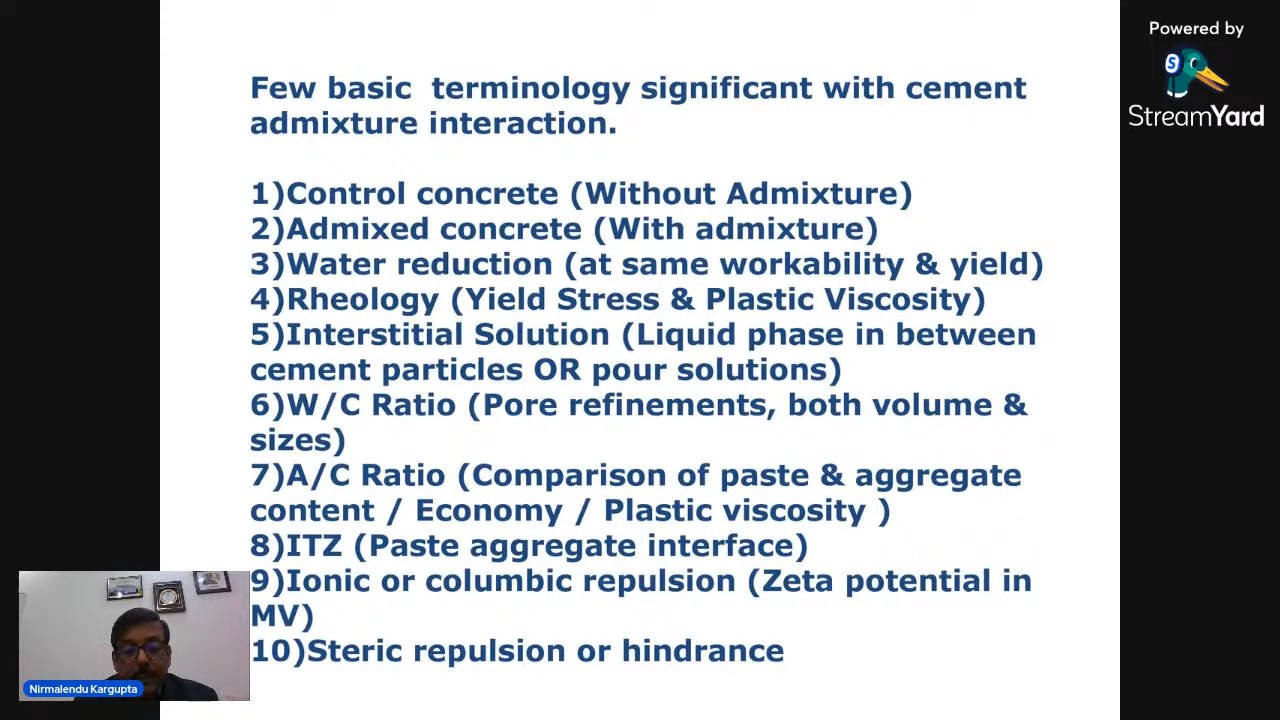 Powered by
StreamYard
Few basic terminology significant with cement
admixture interaction.
1)Control concrete (Without Admixture)
2)Admixed concrete (With admixture)
3)Water reduction (at same workability & yield)
4)Rheology (Yield Stress & Plastic Viscosity)
5)Interstitial Solution (Liquid phase in between
cement particles OR pour solutions)
6)W/C Ratio (Pore refinements, both volume &
sizes)
7)A/C Ratio (Comparison of paste & aggregate
content / Economy / Plastic viscosity )
8)ITZ (Paste aggregate interface)
9)Ionic or columbic repulsion (Zeta potential in
MV)
10)Steric repulsion or hindrance
Nirmalendu Kargupta